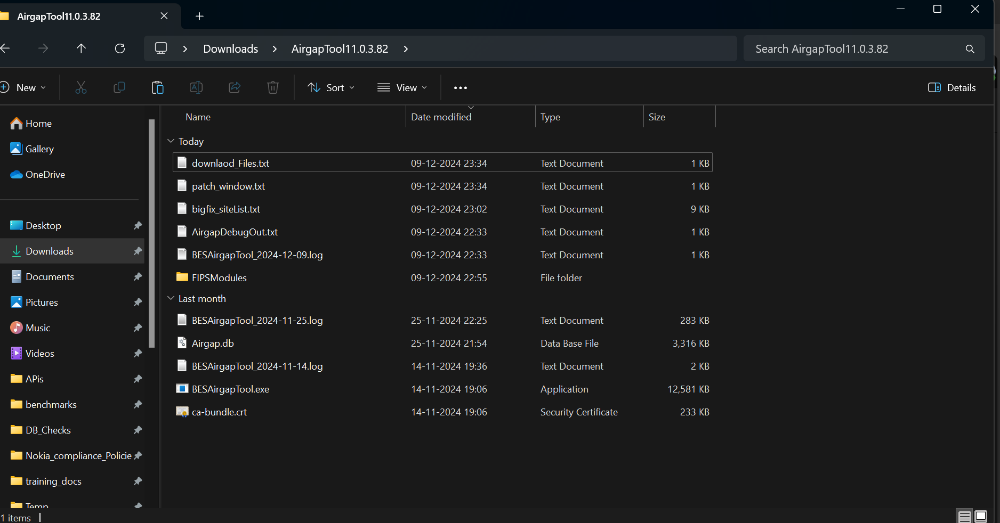 AirgapTool11.0.3.82
Downloads AirgapTool11.0.3.82 Search AirgapTool11.0.3.82
New Sort View Details
Name Date modified Type Size
Today
downlaod_Files.txt 09-12-2024 23:34 Text Document 1 KB
patch_window.txt 09-12-2024 23:34 Text Document 1 KB
bigfix_siteList.txt 09-12-2024 23:02 Text Document 9 KB
AirgapDebugOut.txt 09-12-2024 22:33 Text Document 1 KB
BESAirgapTool_2024-12-09.log 09-12-2024 22:33 Text Document 1 KB
FIPSModules 09-12-2024 22:55 File folder
Last month
BESAirgapTool_2024-11-25.log 25-11-2024 22:25 Text Document 283 KB
Airgap.db 25-11-2024 21:54 Data Base File 3,316 KB
BESAirgapTool_2024-11-14.log 14-11-2024 19:36 Text Document 2 KB
BESAirgapTool.exe 14-11-2024 19:06 Application 12,581 KB
ca-bundle.crt 14-11-2024 19:06 Security Certificate 233 KB
Home
Gallery
OneDrive
Desktop
Downloads
Documents
Pictures
Music
Videos
APis
benchmarks
DB_Checks
Nokia_compliance_Policie
training_docs
Temp
1 items